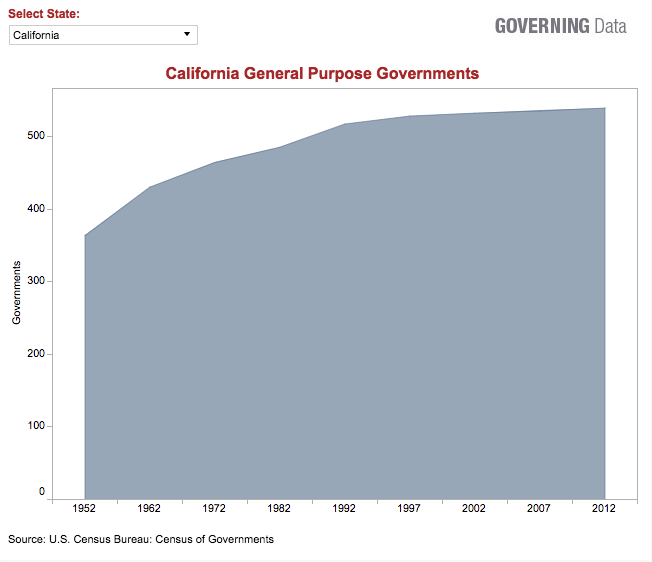 Select State:
California
GOVERNING Data
California General Purpose Governments
500
400
300
200
100
0
Governments
1952 1962 1972 1982 1992 1997 2002 2007 2012
Source: U.S. Census Bureau: Census of Governments